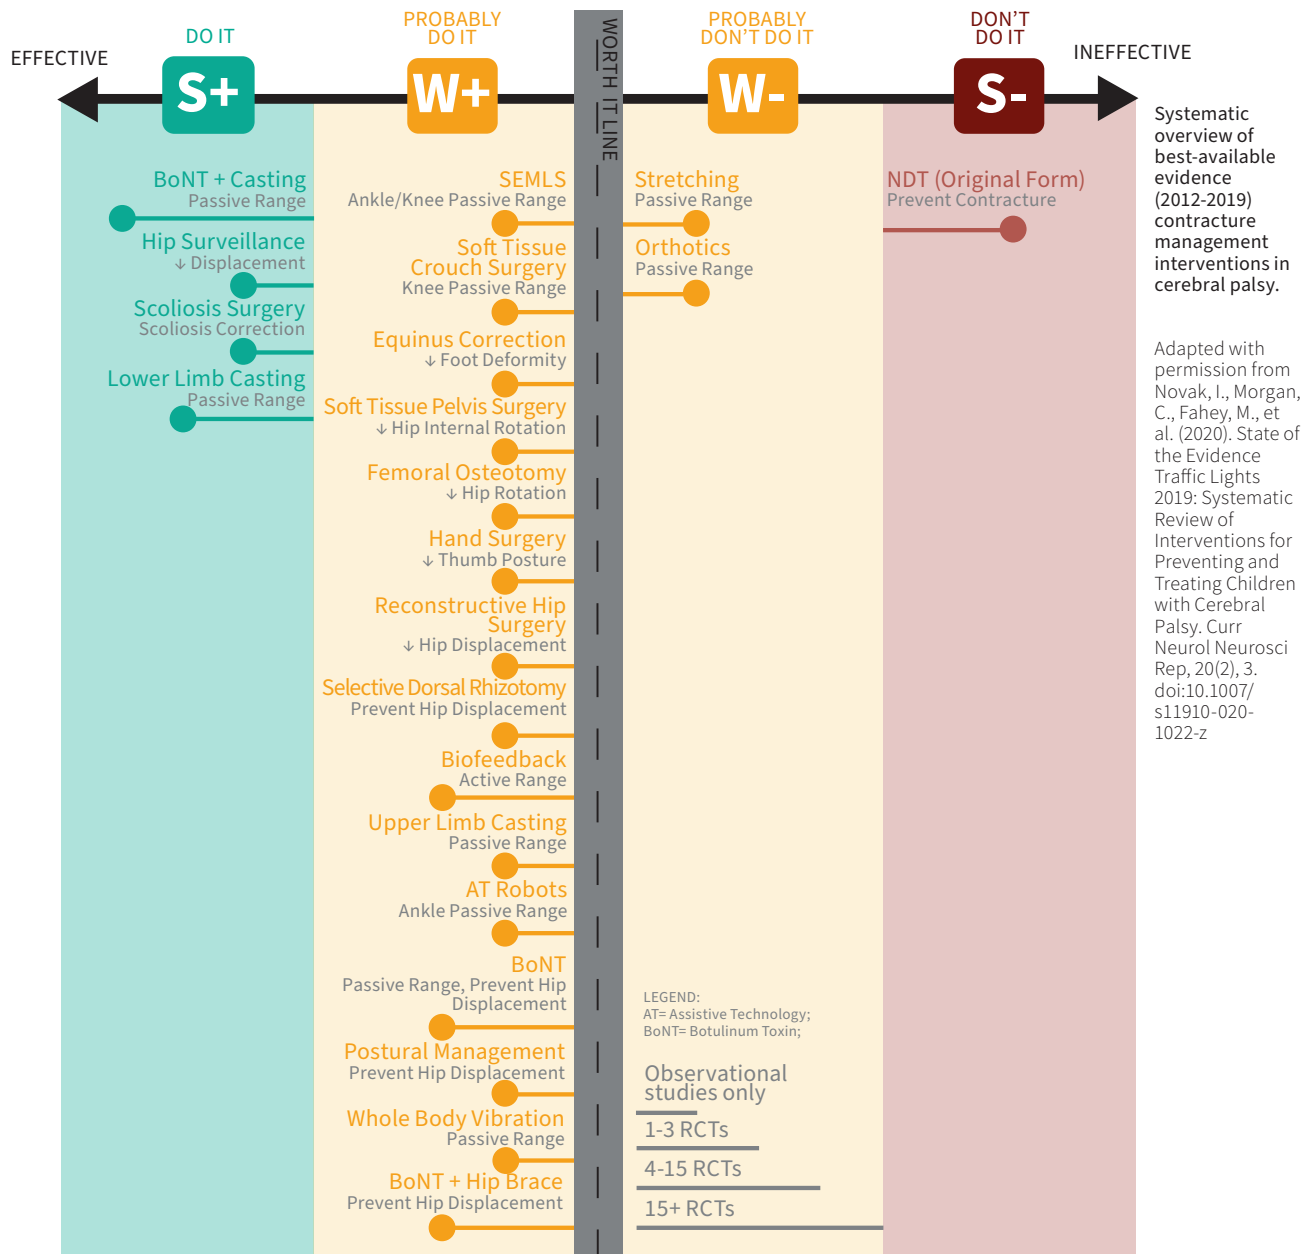 EFFECTIVE
DO IT
S+
PROBABLY
DO IT
W+
WORTH IT LINE
PROBABLY
DON'T DO IT
W-
DON'T
DO IT
S-
INEFFECTIVE
BoNT + Casting
Passive Range
Hip Surveillance
↓ Displacement
Scoliosis Surgery
Scoliosis Correction
Lower Limb Casting
Passive Range
SEMLS
Ankle/Knee Passive Range
Soft Tissue
Crouch Surgery
Knee Passive Range
Equinus Correction
↓ Foot Deformity
Soft Tissue Pelvis Surgery
↓ Hip Internal Rotation
Femoral Osteotomy
↓ Hip Rotation
Hand Surgery
↓ Thumb Posture
Reconstructive Hip
Surgery
↓ Hip Displacement
Selective Dorsal Rhizotomy
Prevent Hip Displacement
Biofeedback
Active Range
Upper Limb Casting
Passive Range
AT Robots
Ankle Passive Range
BoNT
Passive Range, Prevent Hip
Displacement
Postural Management
Prevent Hip Displacement
Whole Body Vibration
Passive Range
BoNT + Hip Brace
Prevent Hip Displacement
Stretching
Passive Range
Orthotics
Passive Range
LEGEND:
AT= Assistive Technology;
BoNT= Botulinum Toxin;
Observational
studies only
1-3 RCTs
4-15 RCTs
15+ RCTs
NDT (Original Form)
Prevent Contracture
Systematic
overview of
best-available
evidence
(2012-2019)
contracture
management
interventions in
cerebral palsy.
Adapted with
permission from
Novak, I., Morgan,
C., Fahey, M., et
al. (2020). State of
the Evidence
Traffic Lights
2019: Systematic
Review of
Interventions for
Preventing and
Treating Children
with Cerebral
Palsy. Curr
Neurol Neurosci
Rep, 20(2), 3.
doi:10.1007/
s11910-020-
1022-z